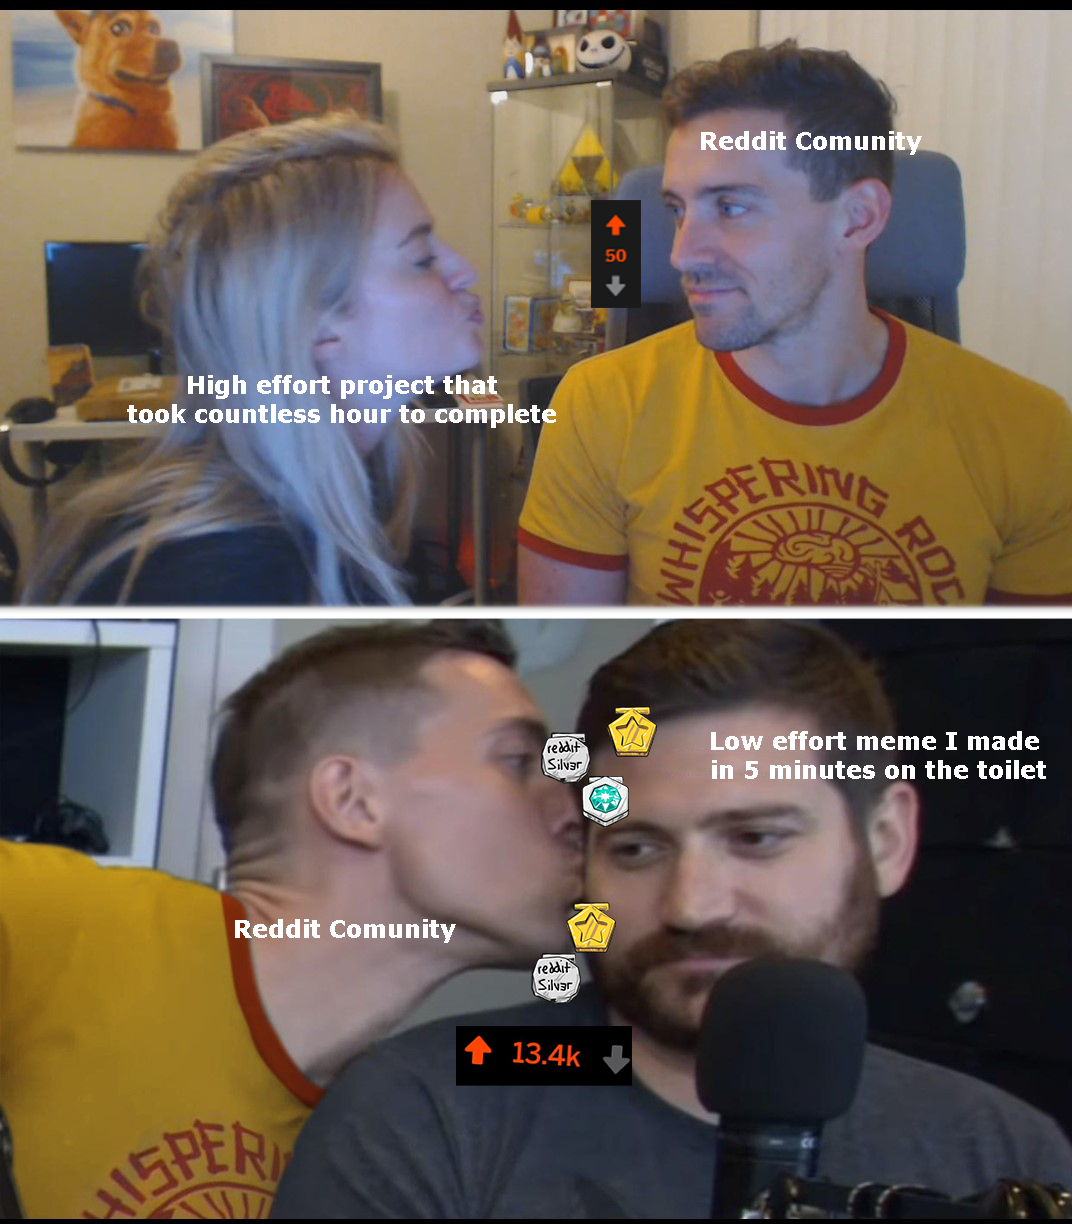 Reddit Comunity
50
High effort project that
took countless hour to complete
WHISPERING ROC
Low effort meme I made
in 5 minutes on the toilet
reddit
Silver
Reddit Comunity
reddit
Silver
13.4k
HISPERI